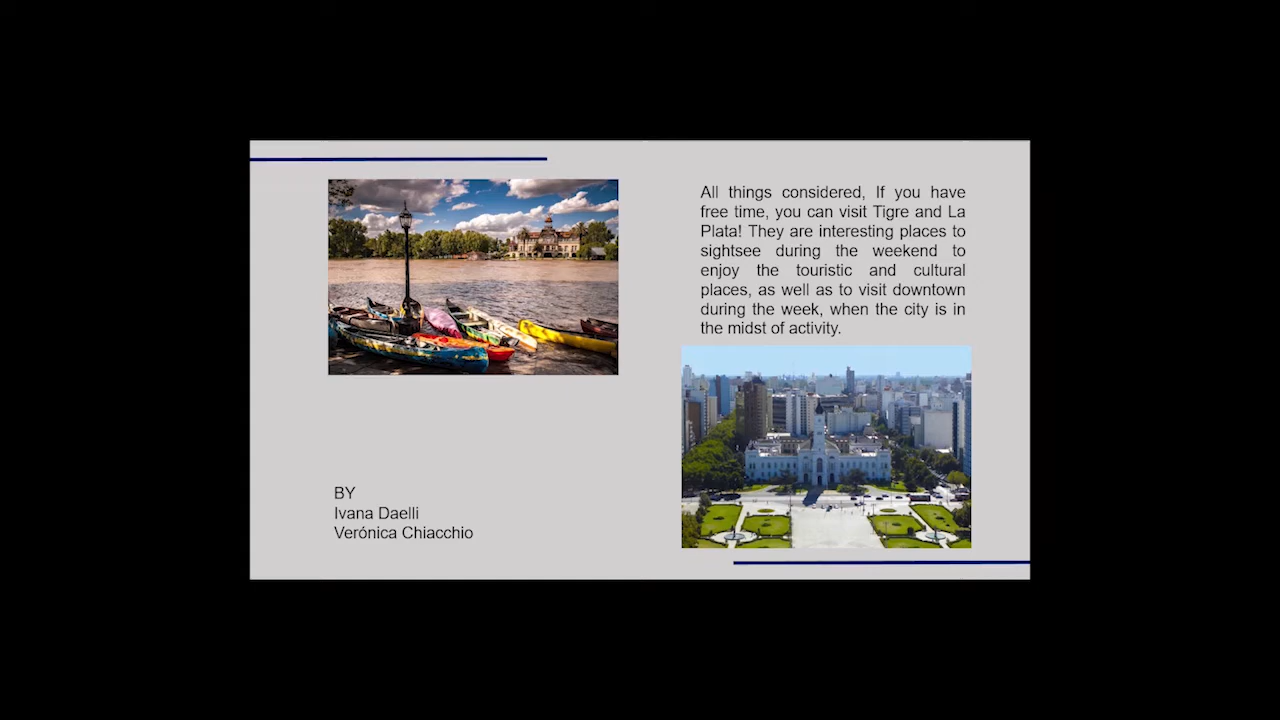 All things considered, If you have
free time, you can visit Tigre and La
Plata! They are interesting places to
sightsee during the weekend to
enjoy the touristic and cultural
places, as well as to visit downtown
during the week, when the city is in
the midst of activity.
BY
Ivana Daelli
Verónica Chiacchio